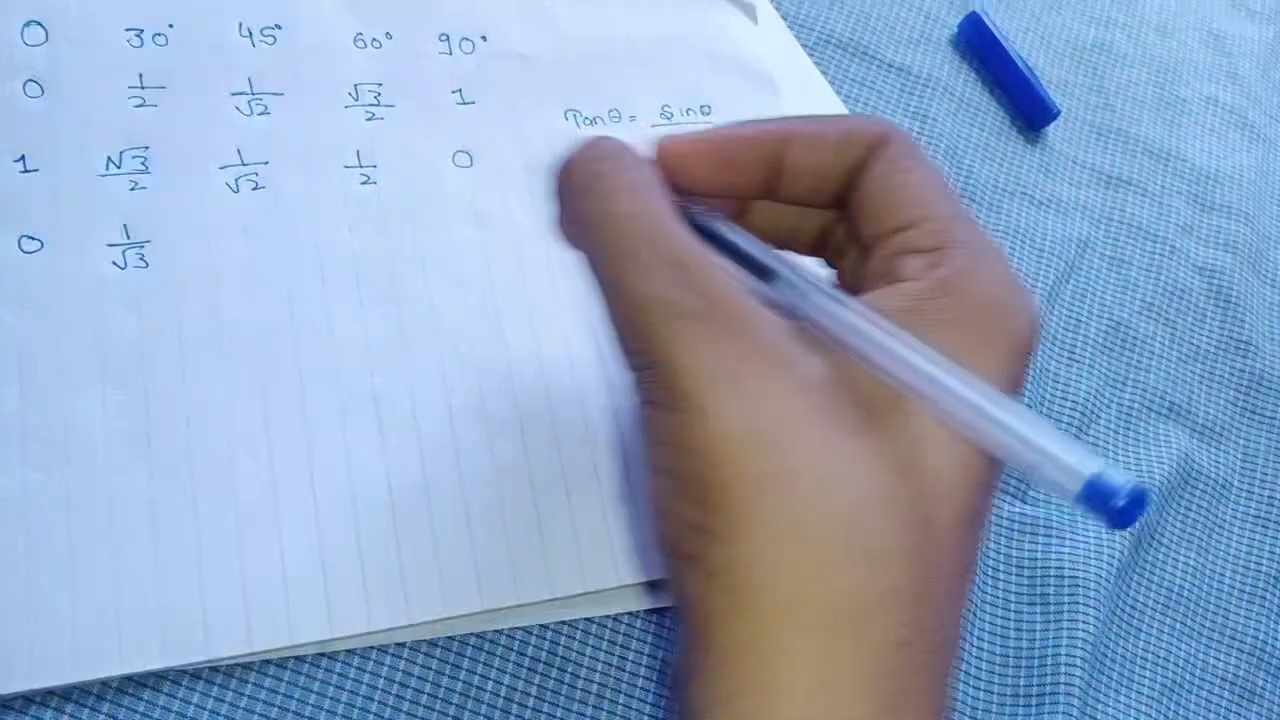 0 30° 45° 60° 90°
0 1/2 1/√2 √3/2 1
Tanθ = Sinθ
1 √3/2 1/√2 1/2 0
0 1/√3